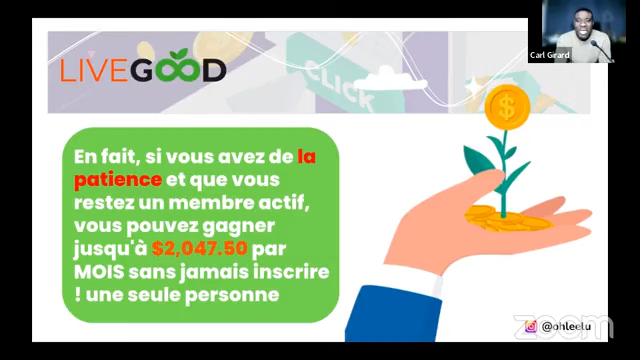 LIVEGOOD
CLICK
Carl Girard
En fait, si vous avez de la
patience et que vous
restez un membre actif,
vous pouvez gagner
jusqu'à $2,047.50 par
MOIS sans jamais inscrire
! une seule personne
@ohleelu
zoom